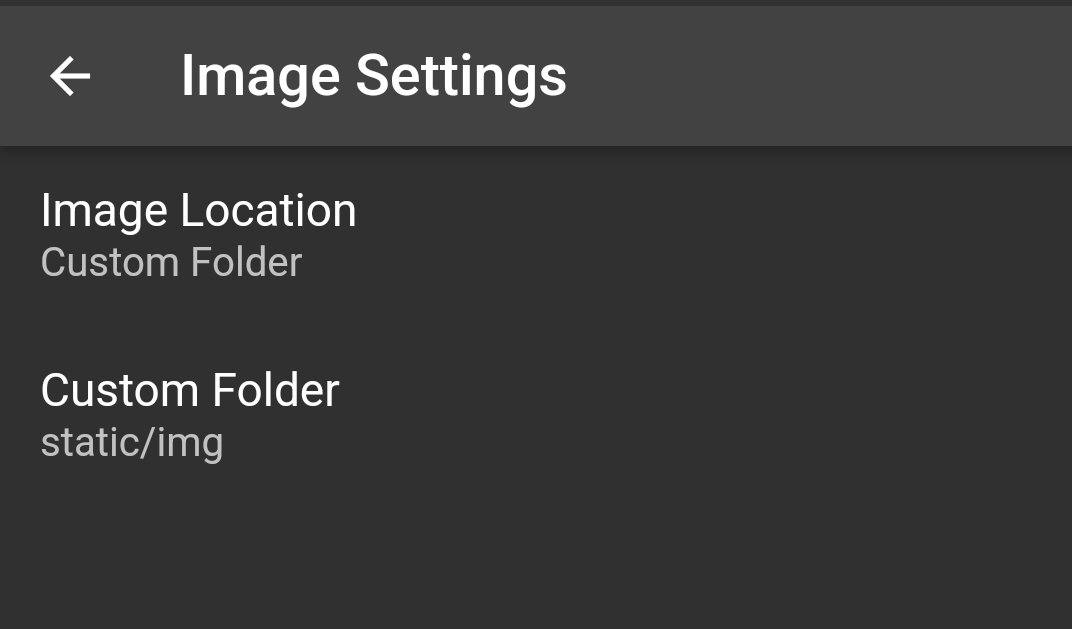 Image Settings
Image Location
Custom Folder
Custom Folder
static/img